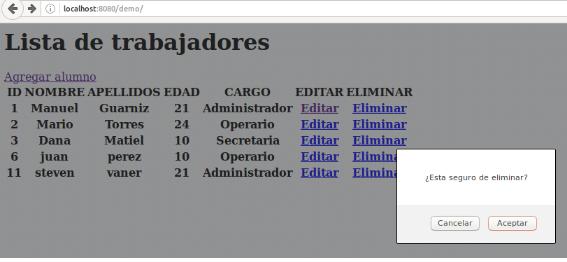 localhost:8080/demo/
Lista de trabajadores
Agregar alumno
ID NOMBRE APELLIDOS EDAD CARGO EDITAR ELIMINAR
1 Manuel Guarniz 21 Administrador Editar Eliminar
2 Mario Torres 24 Operario Editar Eliminar
3 Dana Matiel 10 Secretaria Editar Eliminar
6 juan perez 10 Operario Editar Eliminar
11 steven vaner 21 Administrador Editar Eliminar
¿Esta seguro de eliminar?
Cancelar Aceptar